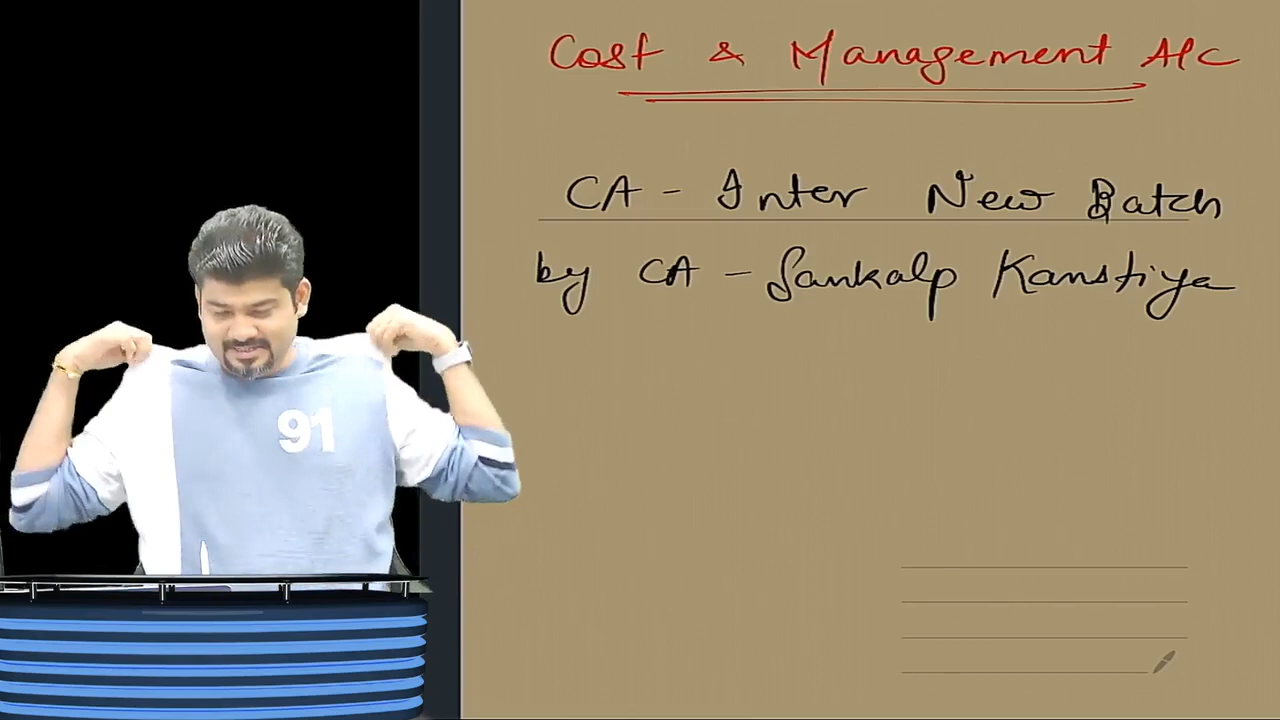 Cost & Management A/c
CA - Inter New Batch
by CA - Sankalp Kanstiya
91